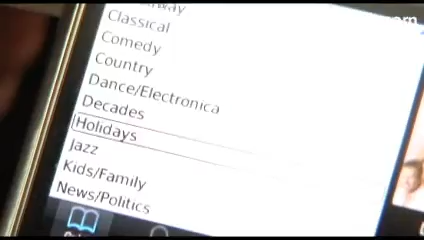 Classical
Comedy
Country
Dance/Electronica
Decades
Holidays
Jazz
Kids/Family
News/Politics